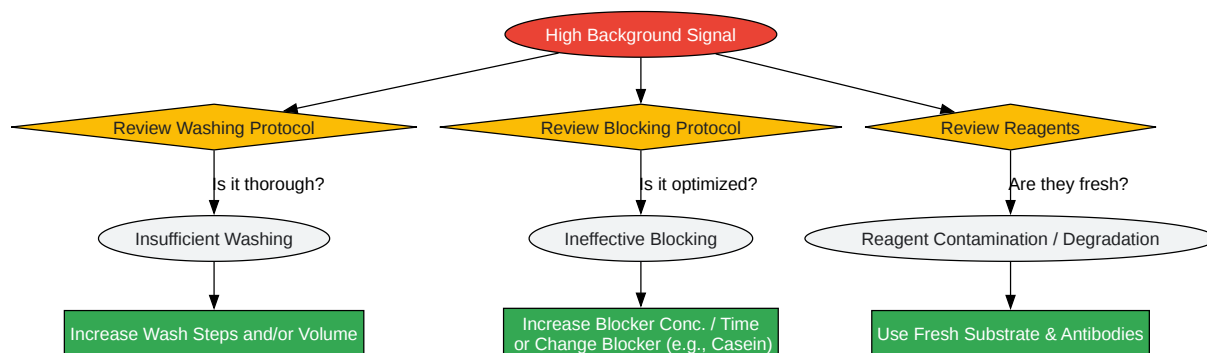 High Background Signal
Review Washing Protocol
Review Blocking Protocol
Review Reagents
Is it thorough?
Is it optimized?
Are they fresh?
Insufficient Washing
Ineffective Blocking
Reagent Contamination / Degradation
Increase Wash Steps and/or Volume
Increase Blocker Conc. / Time
or Change Blocker (e.g., Casein)
Use Fresh Substrate & Antibodies